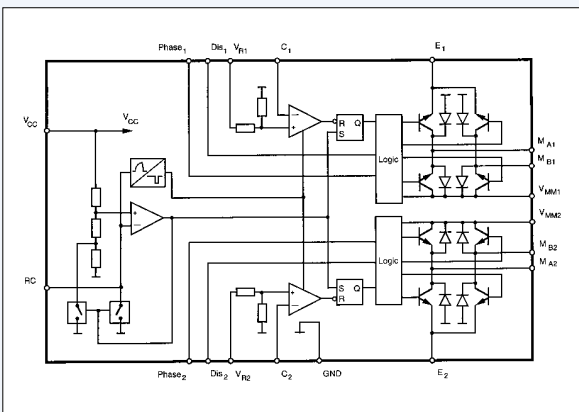 Phase1 Dis1 VR1 C1 E1
VCC VCC
R Q
S
+
−
Logic
MA1
MB1
VMM1
VMM2
+
−
RC
Logic
MB2
MA2
S Q
R
+
−
Phase2 Dis2 VR2 C2 GND E2